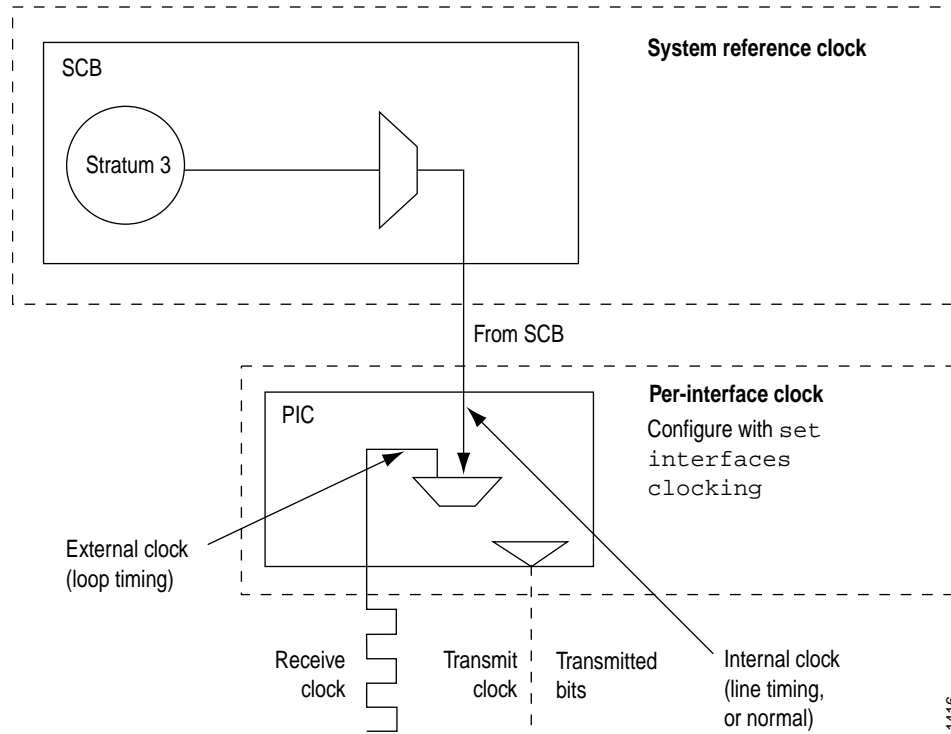 System reference clock
SCB
Stratum 3
From SCB
Per-interface clock
PIC
Configure with set
interfaces
clocking
External clock
(loop timing)
Receive
clock
Transmit
clock
Transmitted
bits
Internal clock
(line timing,
or normal)